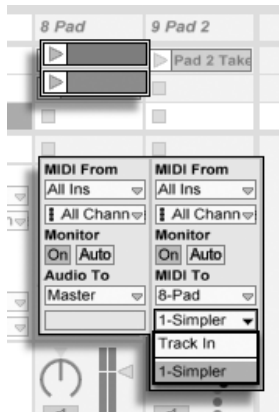 8 Pad 9 Pad 2
Pad 2 Take
MIDI From MIDI From
All Ins All Ins
All Chann All Chann
Monitor Monitor
On Auto On Auto
Audio To MIDI To
Master 8-Pad
1-Simpler
Track In
1-Simpler